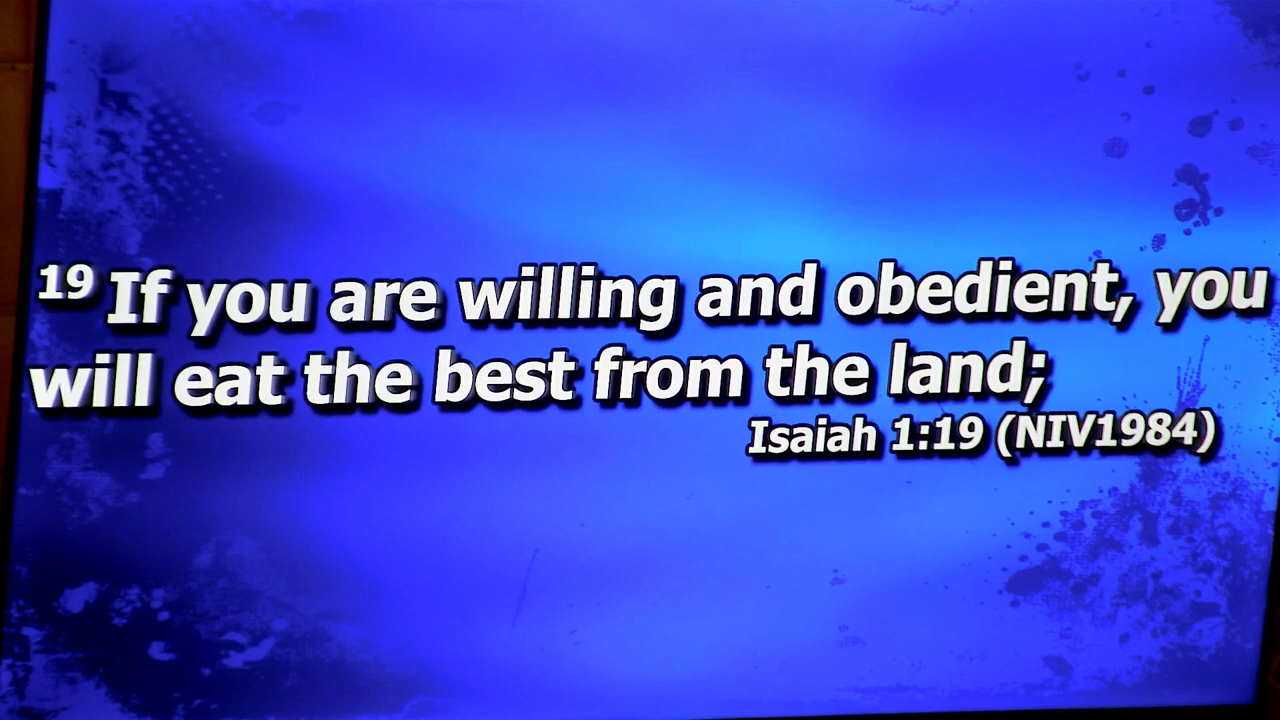 19 If you are willing and obedient, you
will eat the best from the land;
Isaiah 1:19 (NIV1984)